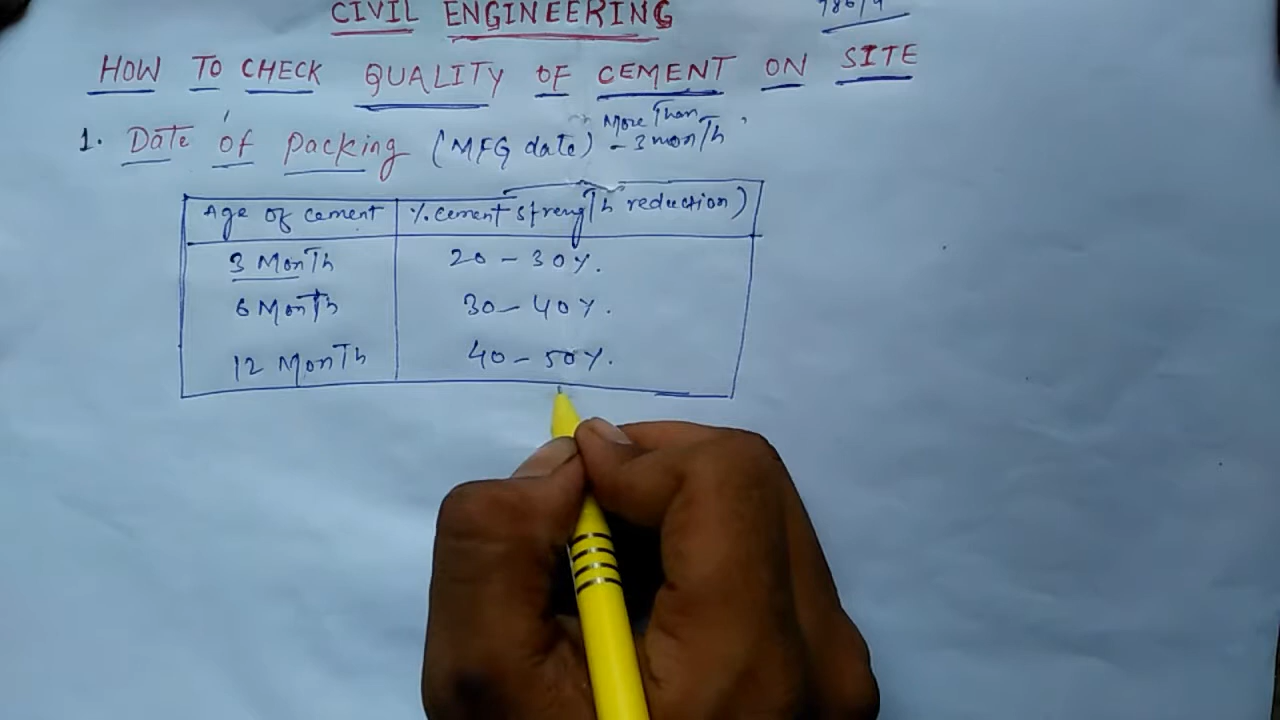 CIVIL ENGINEERING
HOW TO CHECK QUALITY OF CEMENT ON SITE
More Than
1. Date of Packing (MFG date) - 3 month
Age of cement %.cement strength reduction)
3 Month 20 - 30%.
6 Month 30 - 40%.
12 Month 40 - 50%.